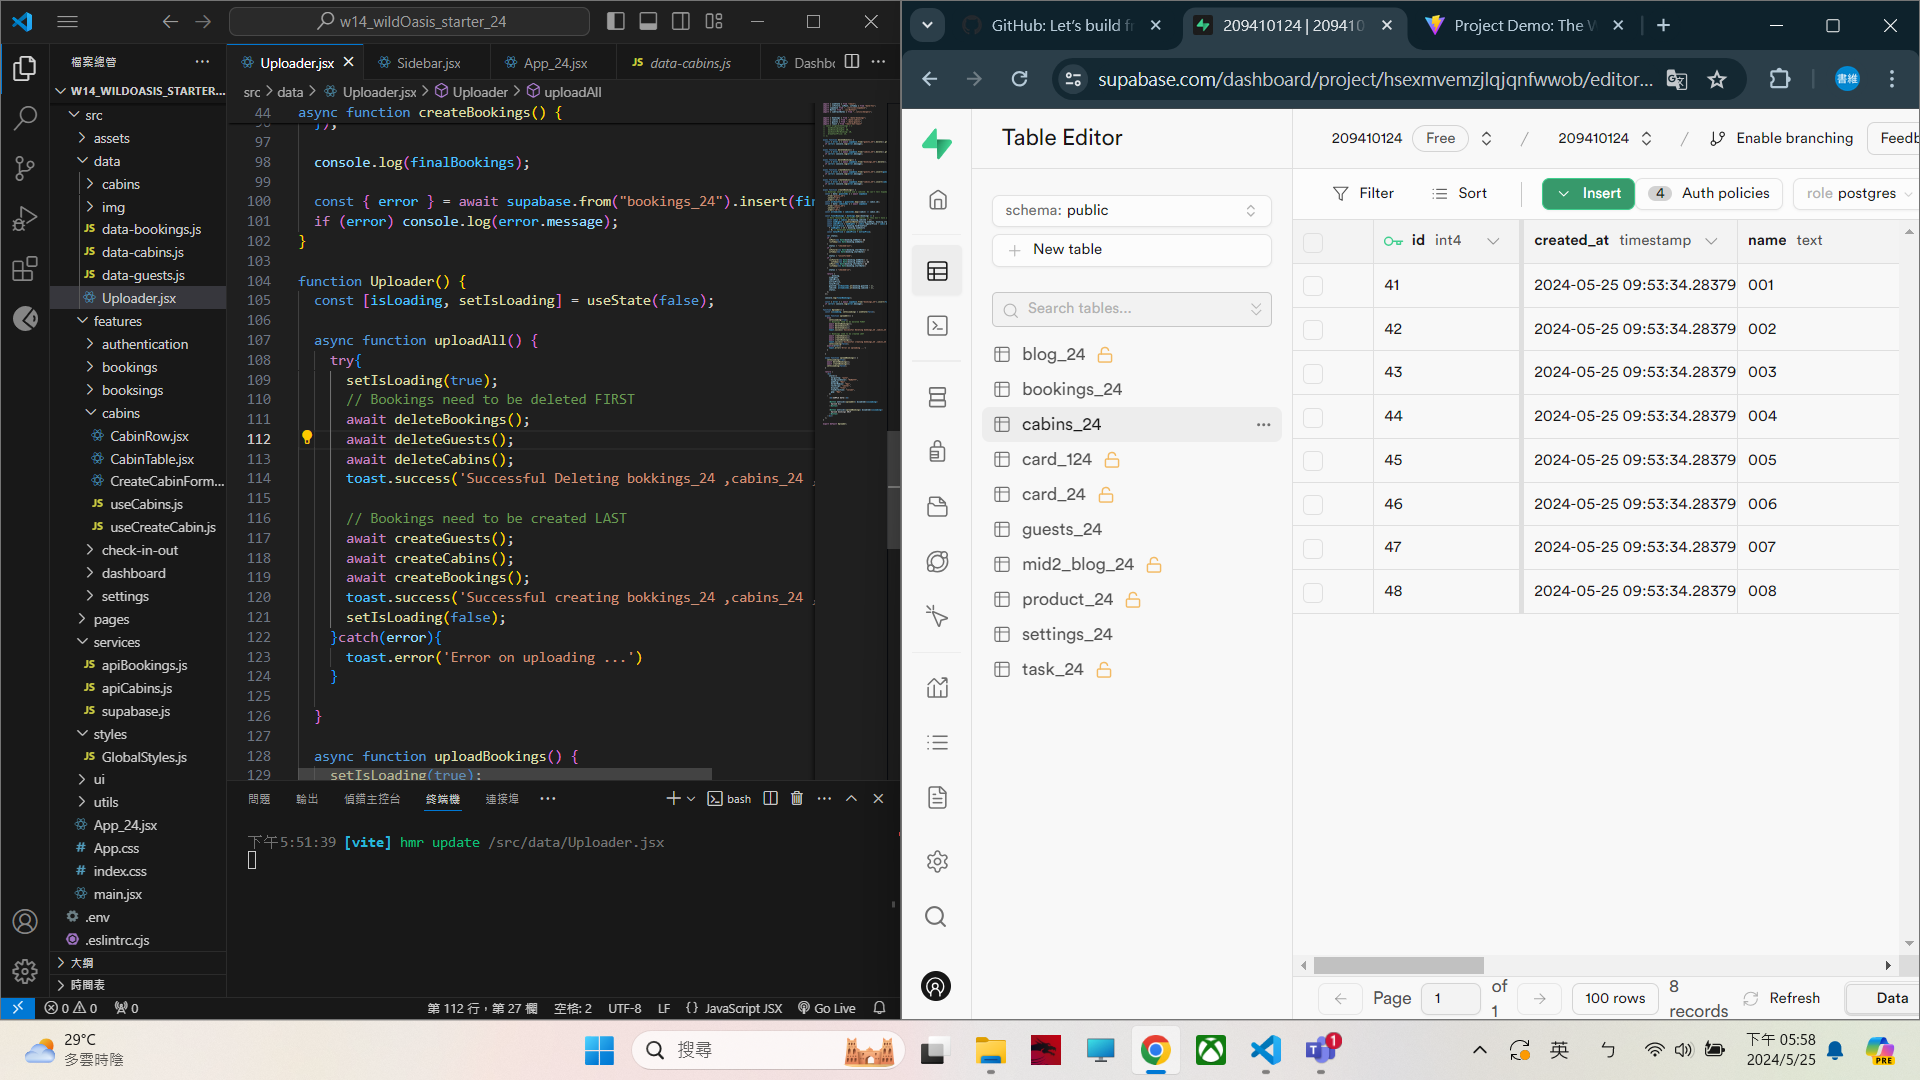 w14_wildOasis_starter_24
檔案總管
Uploader.jsx
Sidebar.jsx
App_24.jsx
data-cabins.js
Dashbo
W14_WILDOASIS_STARTER...
src
assets
data
cabins
img
data-bookings.js
data-cabins.js
data-guests.js
Uploader.jsx
features
authentication
bookings
booksings
cabins
CabinRow.jsx
CabinTable.jsx
CreateCabinForm...
useCabins.js
useCreateCabin.js
check-in-out
dashboard
settings
pages
services
apiBookings.js
apiCabins.js
supabase.js
styles
GlobalStyles.js
ui
utils
App_24.jsx
App.css
index.css
main.jsx
.env
.eslintrc.cjs
大綱
時間表
src > data > Uploader.jsx > Uploader > uploadAll
44 async function createBookings() {
96 });
97
98 console.log(finalBookings);
99
100 const { error } = await supabase.from("bookings_24").insert(fin
101 if (error) console.log(error.message);
102 }
103
104 function Uploader() {
105 const [isLoading, setIsLoading] = useState(false);
106
107 async function uploadAll() {
108 try{
109 setIsLoading(true);
110 // Bookings need to be deleted FIRST
111 await deleteBookings();
112 await deleteGuests();
113 await deleteCabins();
114 toast.success('Successful Deleting bokkings_24 ,cabins_24 ,
115
116 // Bookings need to be created LAST
117 await createGuests();
118 await createCabins();
119 await createBookings();
120 toast.success('Successful creating bokkings_24 ,cabins_24 ,
121 setIsLoading(false);
122 }catch(error){
123 toast.error('Error on uploading ...')
124 }
125
126 }
127
128 async function uploadBookings() {
129 setIsLoading(true);
問題 輸出 偵錯主控台 終端機 連接埠 bash
下午5:51:39 [vite] hmr update /src/data/Uploader.jsx
0 0 0 第 112 行，第 27 欄 空格: 2 UTF-8 LF {} JavaScript JSX Go Live
GitHub: Let's build f
209410124 | 20941
Project Demo: The W
supabase.com/dashboard/project/hsexmvemzjlqjqnfwwob/editor...
書維
Table Editor
209410124 Free / 209410124 / Enable branching Feedb
schema: public
New table
Search tables...
blog_24
bookings_24
cabins_24
card_124
card_24
guests_24
mid2_blog_24
product_24
settings_24
task_24
Filter Sort Insert 4 Auth policies role postgres
id int4 created_at timestamp name text
41 2024-05-25 09:53:34.28379 001
42 2024-05-25 09:53:34.28379 002
43 2024-05-25 09:53:34.28379 003
44 2024-05-25 09:53:34.28379 004
45 2024-05-25 09:53:34.28379 005
46 2024-05-25 09:53:34.28379 006
47 2024-05-25 09:53:34.28379 007
48 2024-05-25 09:53:34.28379 008
Page 1 of 1 100 rows 8 records Refresh Data
29°C
多雲時陰
搜尋
1
英
ㄅ
下午 05:58
2024/5/25
PRE